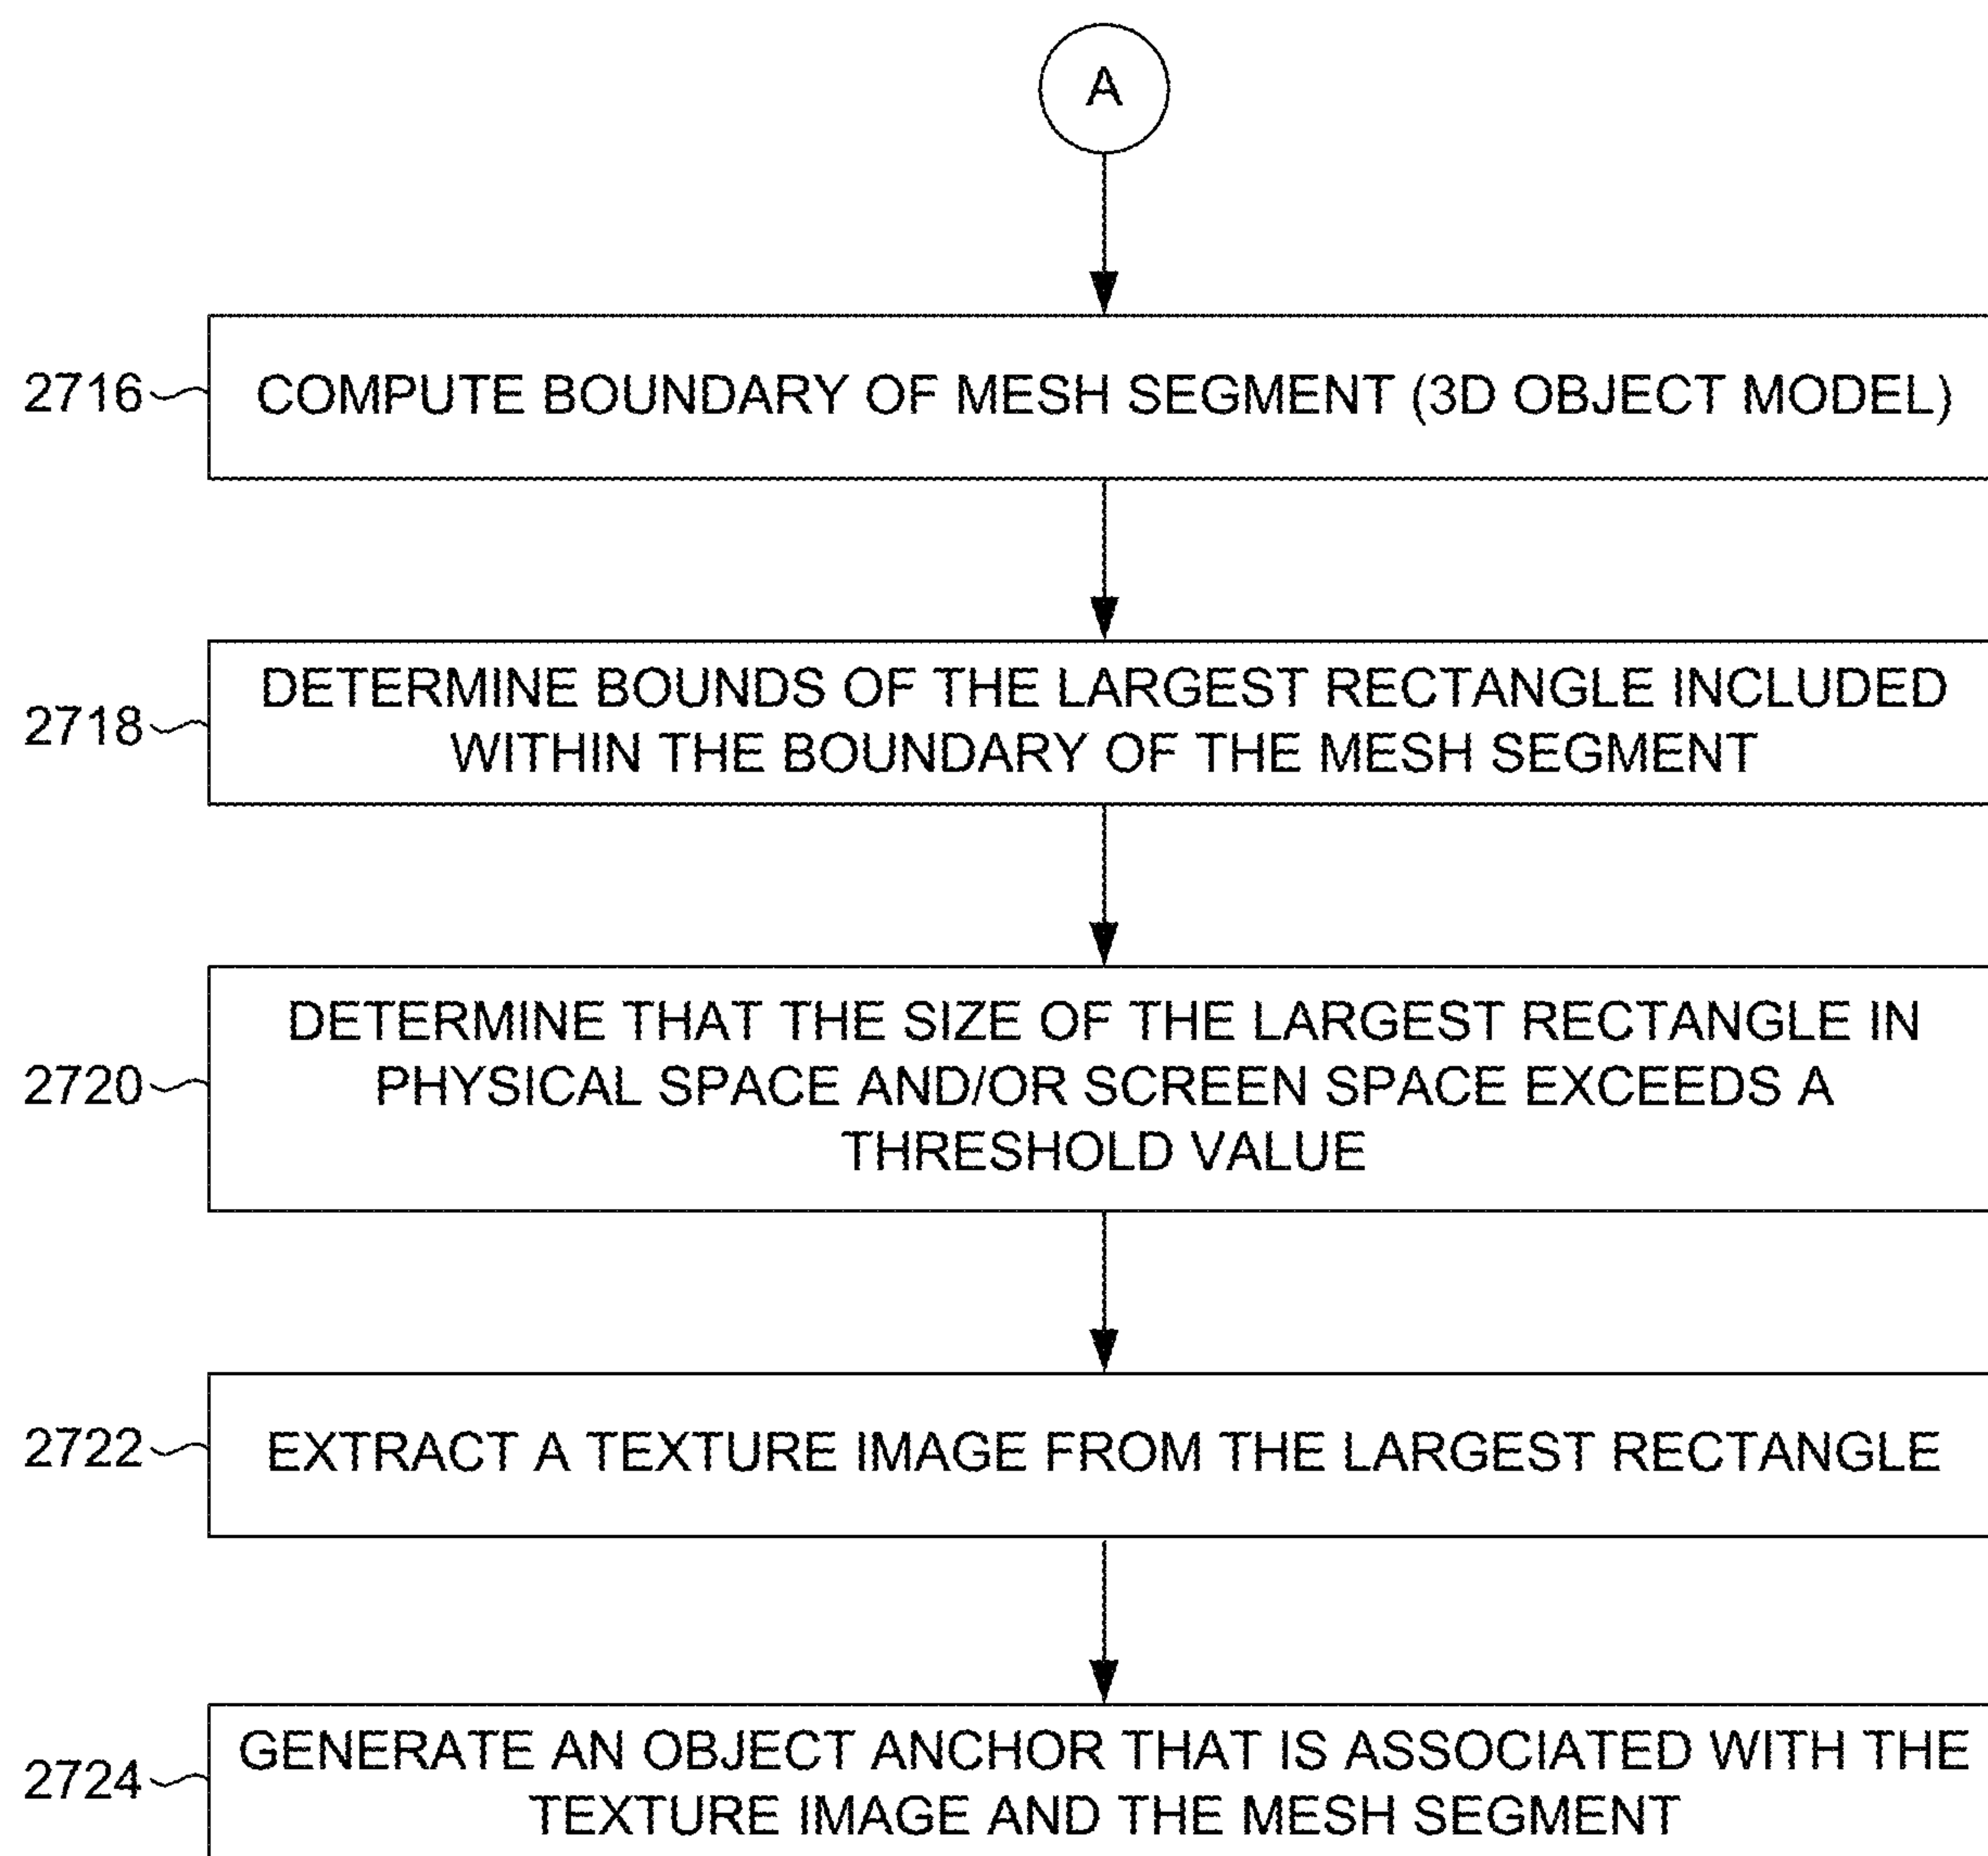 A
2716
COMPUTE BOUNDARY OF MESH SEGMENT (3D OBJECT MODEL)
2718
DETERMINE BOUNDS OF THE LARGEST RECTANGLE INCLUDED
WITHIN THE BOUNDARY OF THE MESH SEGMENT
2720
DETERMINE THAT THE SIZE OF THE LARGEST RECTANGLE IN
PHYSICAL SPACE AND/OR SCREEN SPACE EXCEEDS A
THRESHOLD VALUE
2722
EXTRACT A TEXTURE IMAGE FROM THE LARGEST RECTANGLE
2724
GENERATE AN OBJECT ANCHOR THAT IS ASSOCIATED WITH THE
TEXTURE IMAGE AND THE MESH SEGMENT